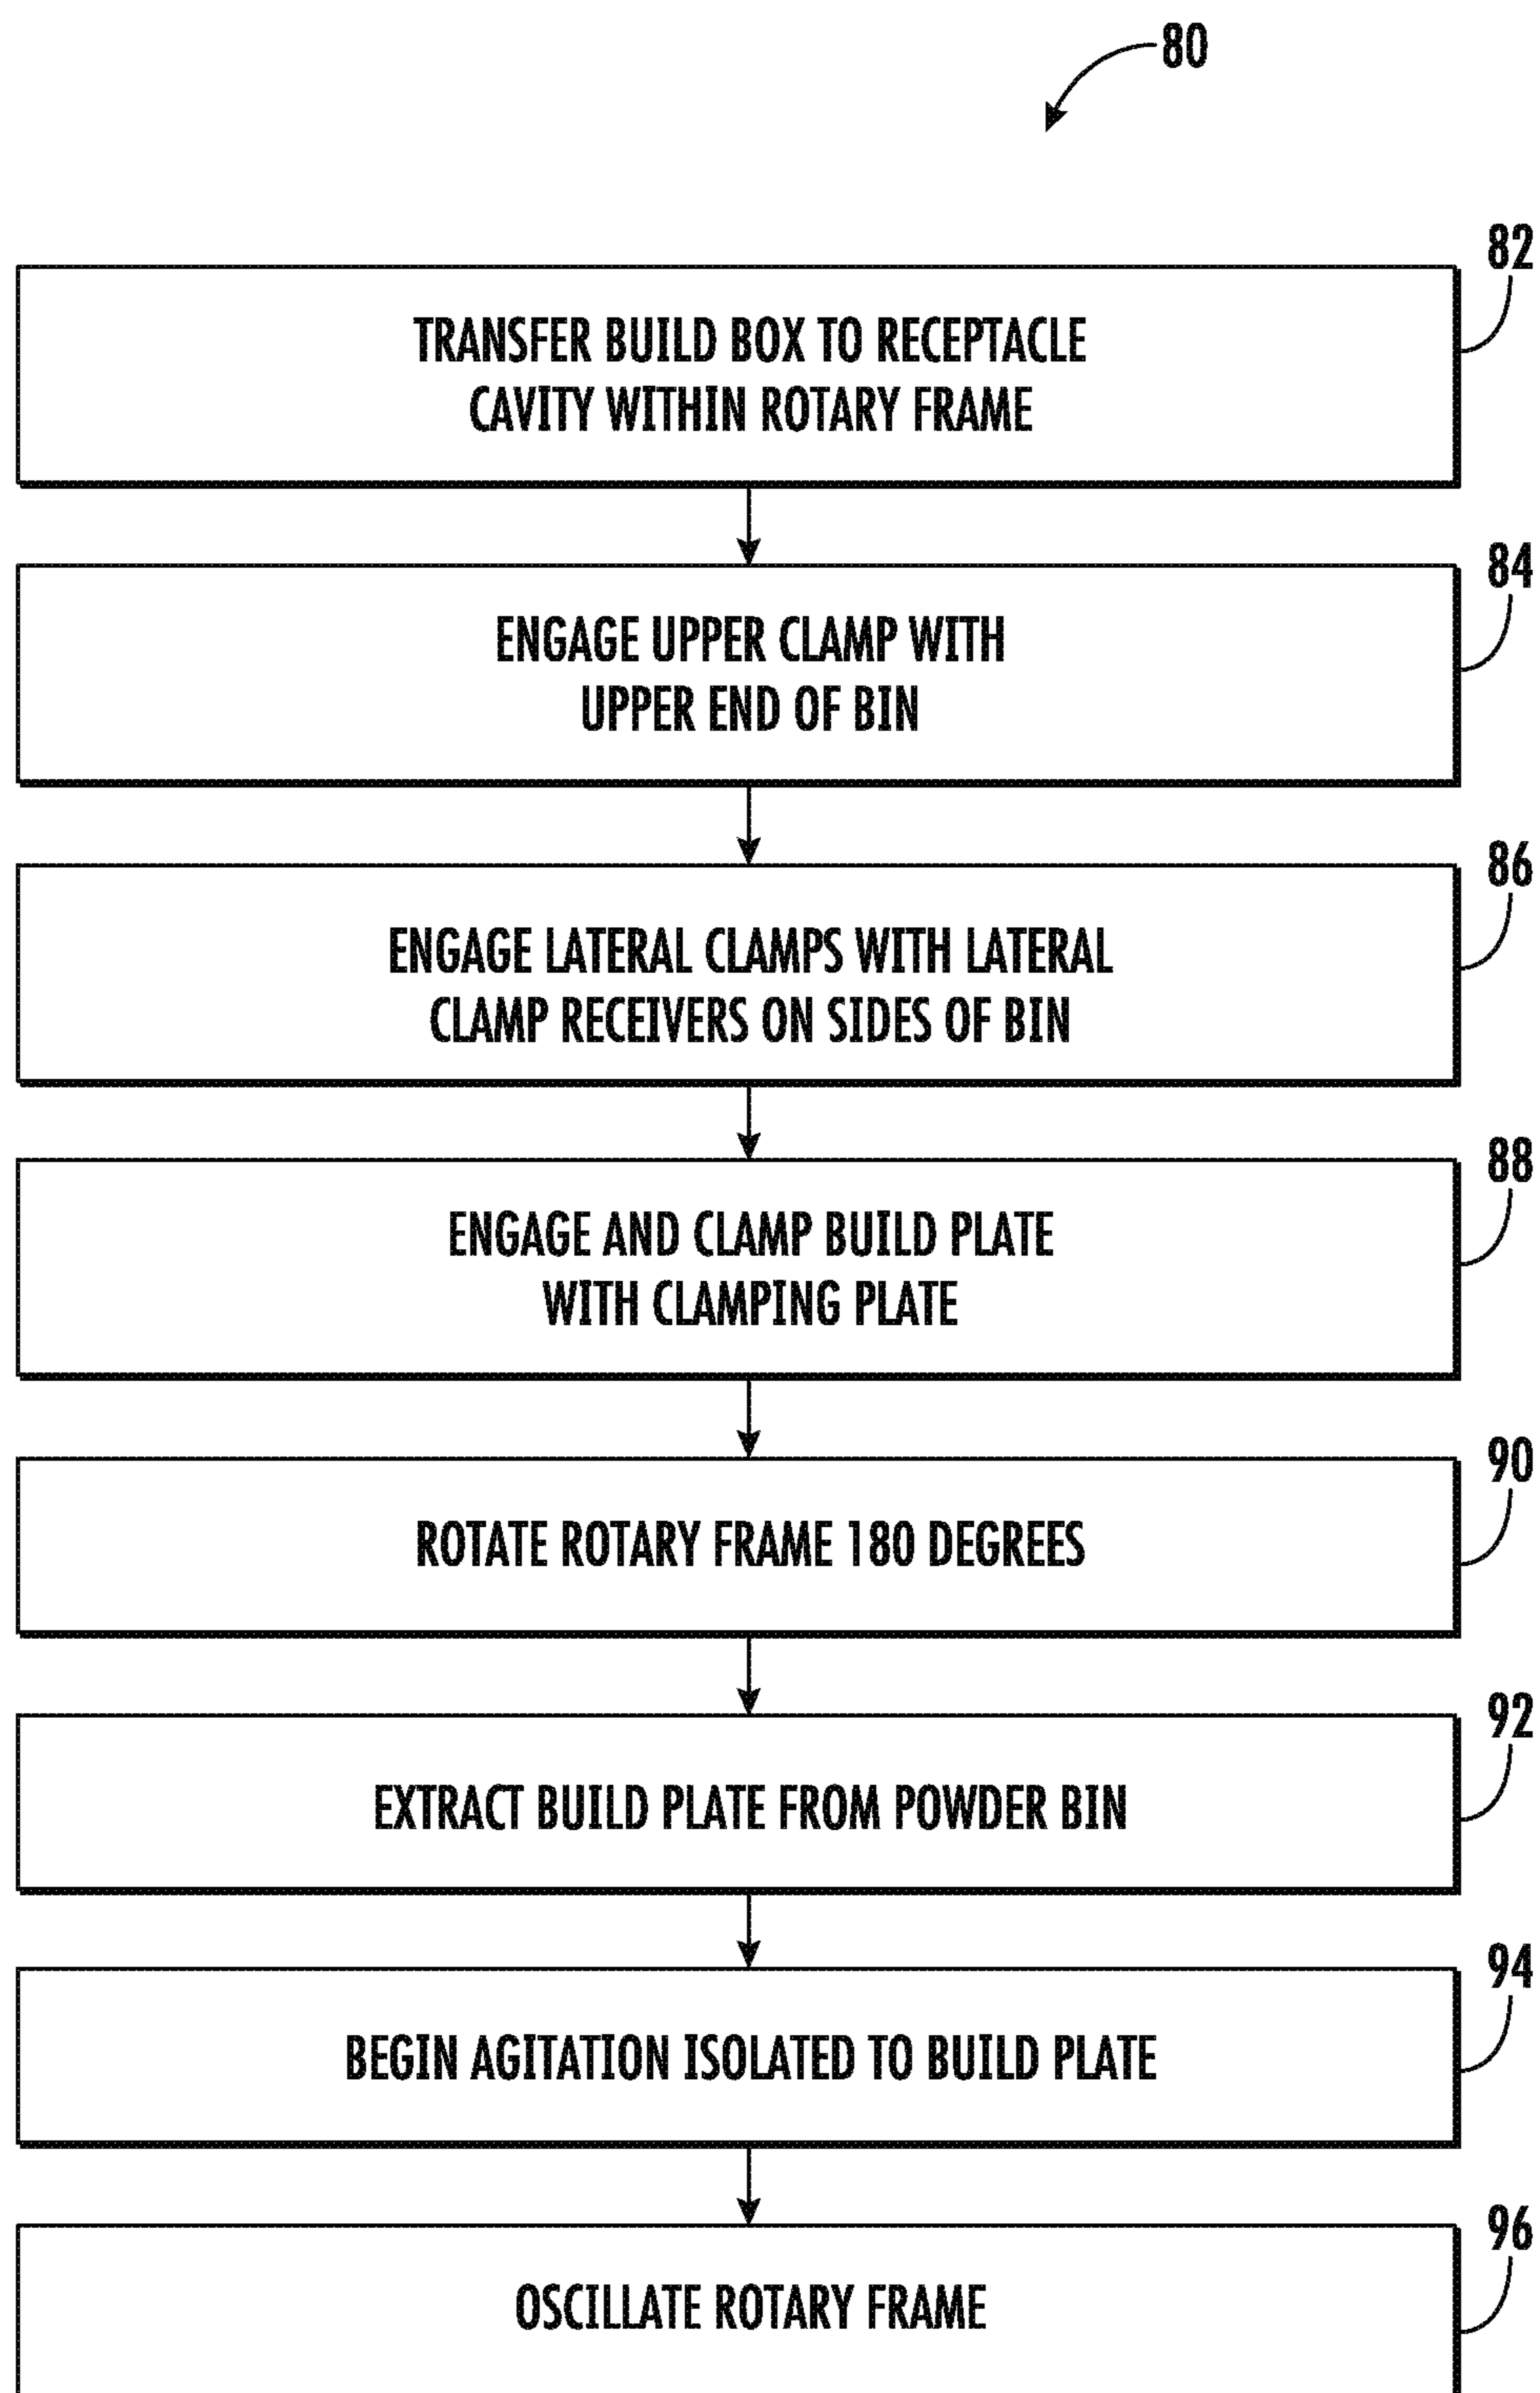 80
82
TRANSFER BUILD BOX TO RECEPTACLE
CAVITY WITHIN ROTARY FRAME
84
ENGAGE UPPER CLAMP WITH
UPPER END OF BIN
86
ENGAGE LATERAL CLAMPS WITH LATERAL
CLAMP RECEIVERS ON SIDES OF BIN
88
ENGAGE AND CLAMP BUILD PLATE
WITH CLAMPING PLATE
90
ROTATE ROTARY FRAME 180 DEGREES
92
EXTRACT BUILD PLATE FROM POWDER BIN
94
BEGIN AGITATION ISOLATED TO BUILD PLATE
96
OSCILLATE ROTARY FRAME